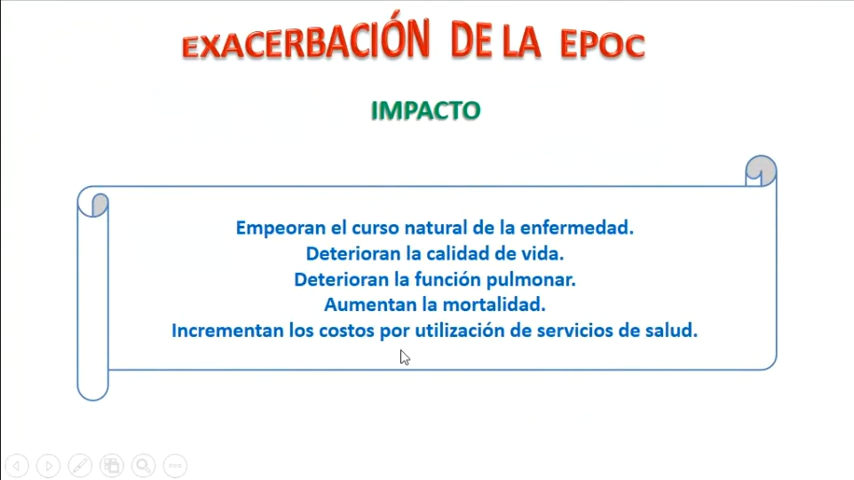 EXACERBACIÓN DE LA EPOC
IMPACTO
Empeoran el curso natural de la enfermedad.
Deterioran la calidad de vida.
Deterioran la función pulmonar.
Aumentan la mortalidad.
Incrementan los costos por utilización de servicios de salud.